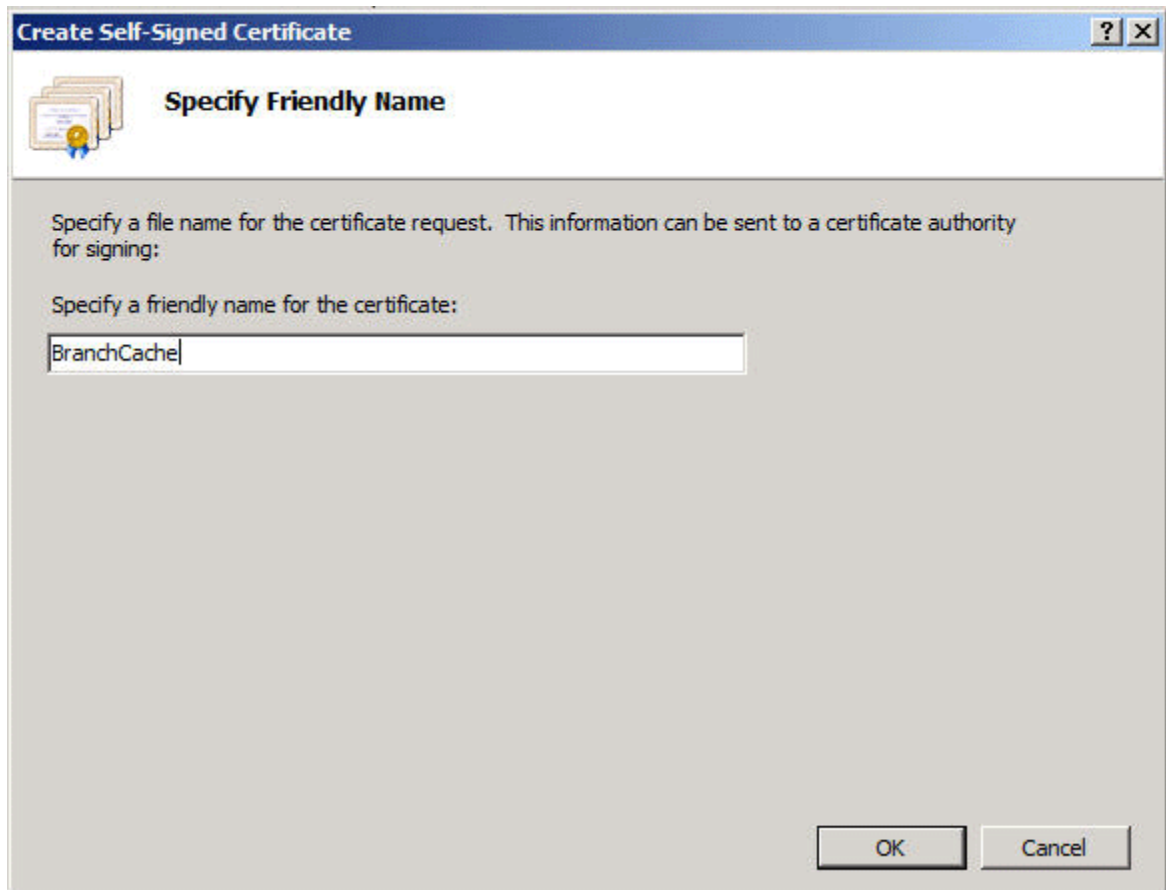 Create Self-Signed Certificate
?
Specify Friendly Name
Specify a file name for the certificate request.  This information can be sent to a certificate authority
for signing:
Specify a friendly name for the certificate:
BranchCache
OK
Cancel